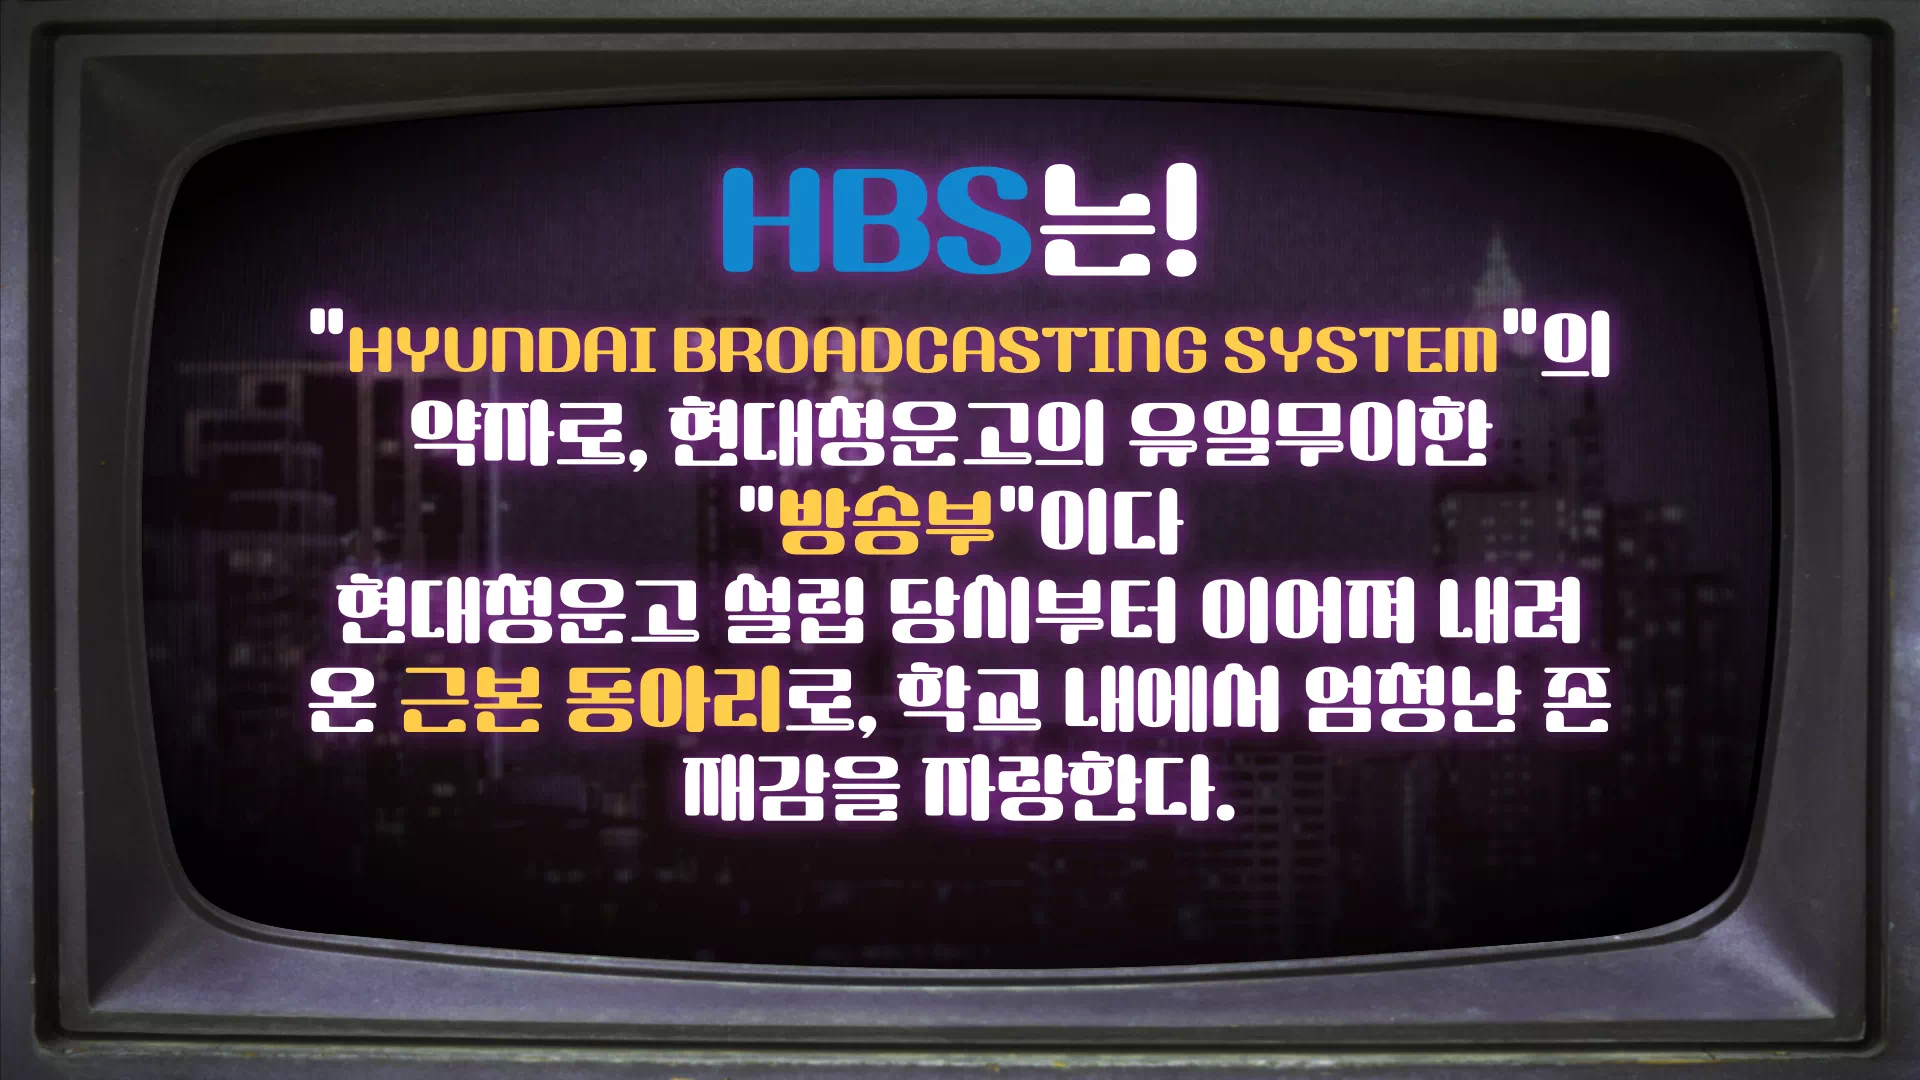 HBS는!
"HYUNDAI BROADCASTING SYSTEM"의
약자로, 현대청운고의 유일무이한
"방송부"이다
현대청운고 설립 당시부터 이어져 내려
온 근본 동아리로, 학교 내에서 엄청난 존
재감을 자랑한다.